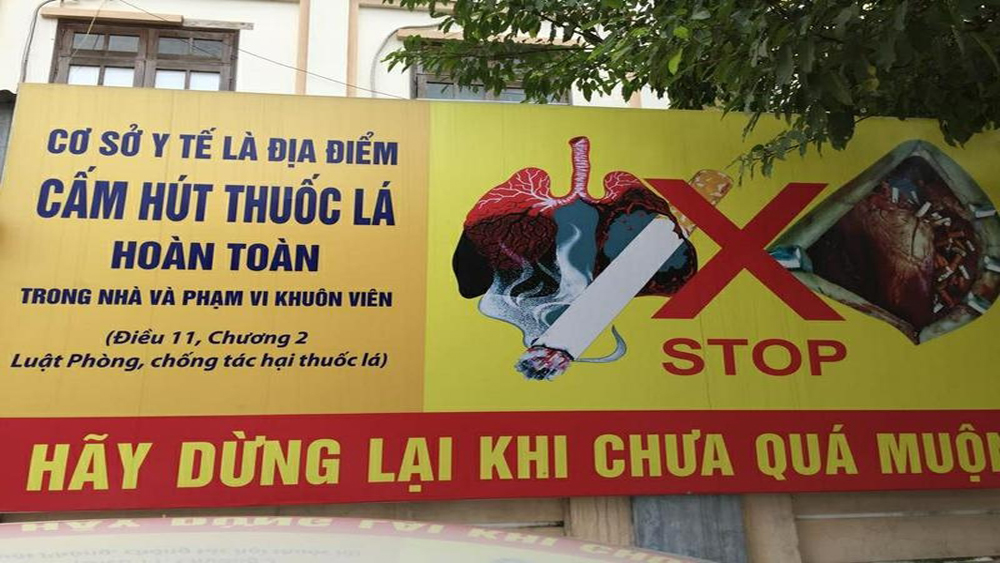 CƠ SỞ Y TẾ LÀ ĐỊA ĐIỂM
CẤM HÚT THUỐC LÁ
HOÀN TOÀN
TRONG NHÀ VÀ PHẠM VI KHUÔN VIÊN
(Điều 11, Chương 2
Luật Phòng, chống tác hại thuốc lá)
STOP
HÃY DỪNG LẠI KHI CHƯA QUÁ MUỘN